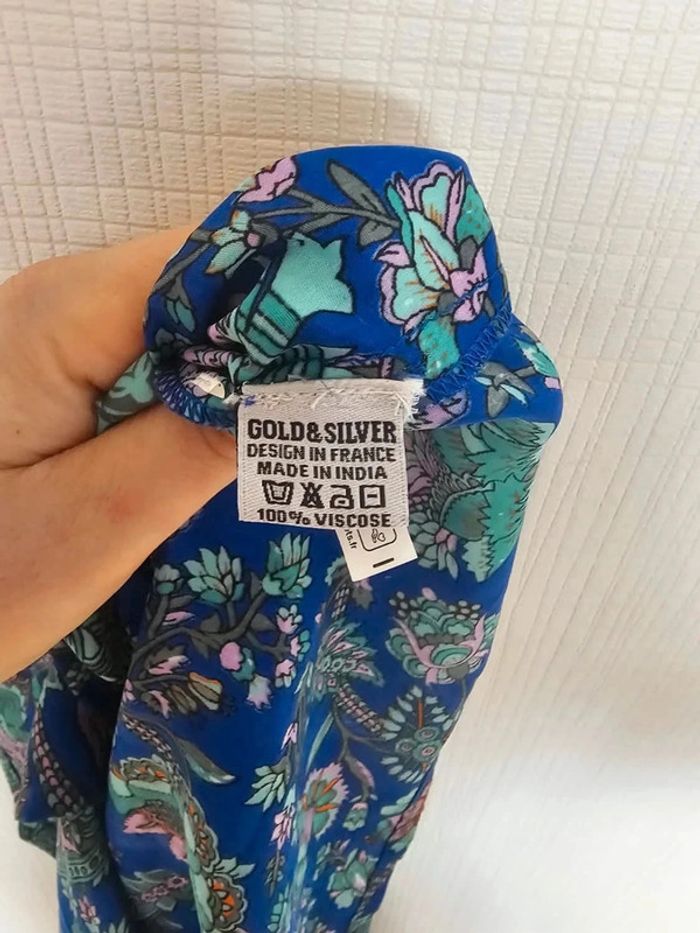 GOLD&SILVER
DESIGN IN FRANCE
MADE IN INDIA
100% VISCOSE